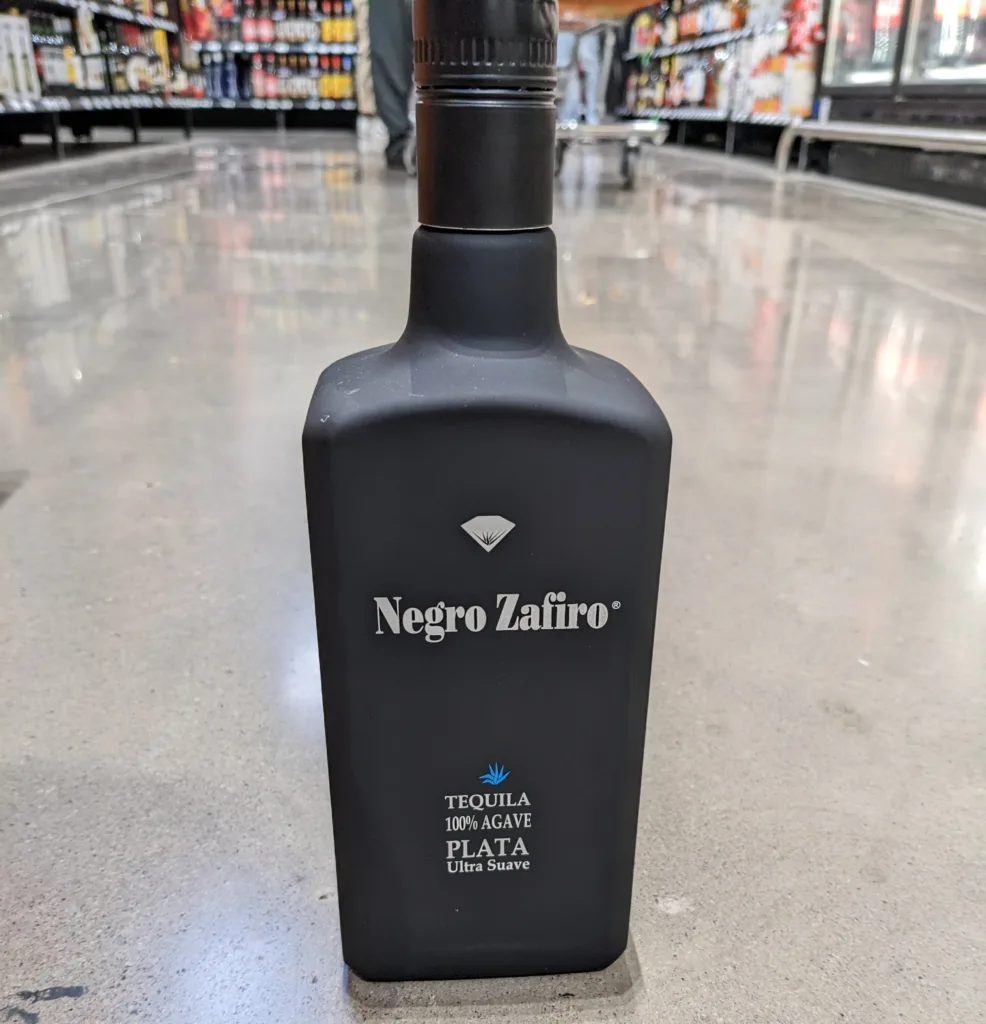 Negro Zafiro®
TEQUILA
100% AGAVE
PLATA
Ultra Suave